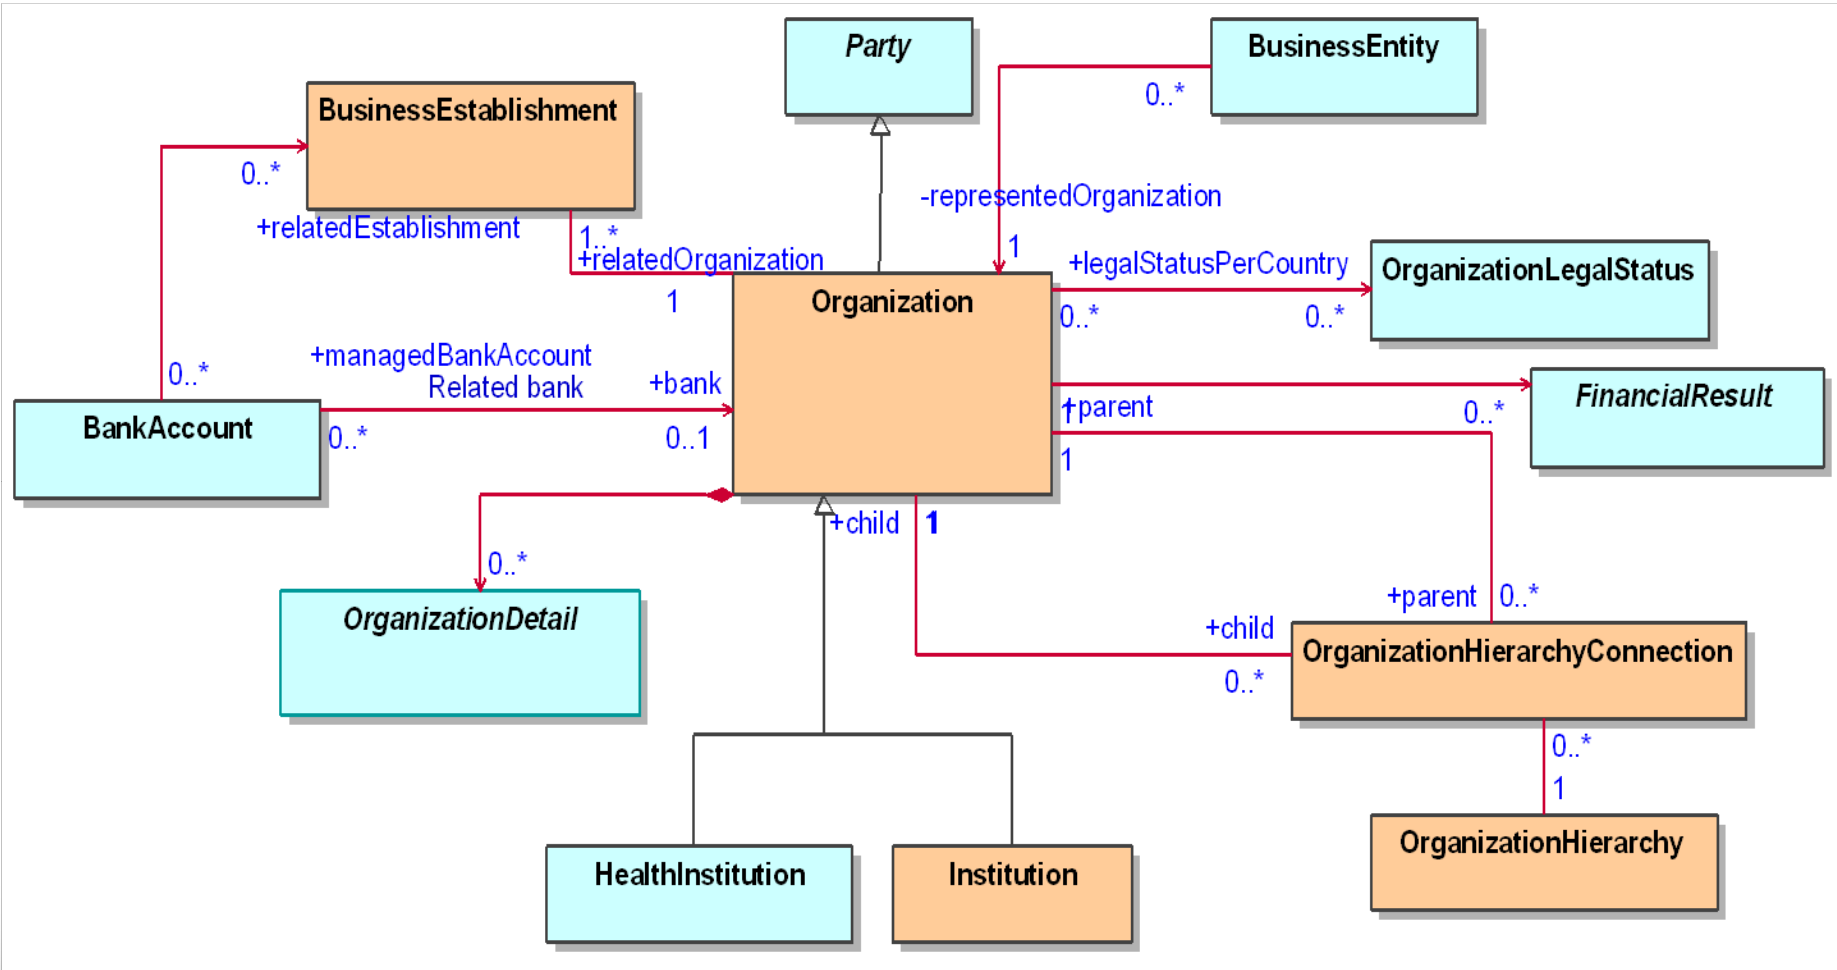 Party
BusinessEntity
0..*
BusinessEstablishment
0..*
+relatedEstablishment
1..*
+relatedOrganization
1
-representedOrganization
1
+legalStatusPerCountry
OrganizationLegalStatus
0..*
0..*
Organization
+managedBankAccount
Related bank
+bank
0..*
BankAccount
0..*
0..1
1
+parent
0..*
FinancialResult
1
+child
1
0..*
OrganizationDetail
+parent
0..*
+child
0..*
OrganizationHierarchyConnection
0..*
1
OrganizationHierarchy
HealthInstitution
Institution